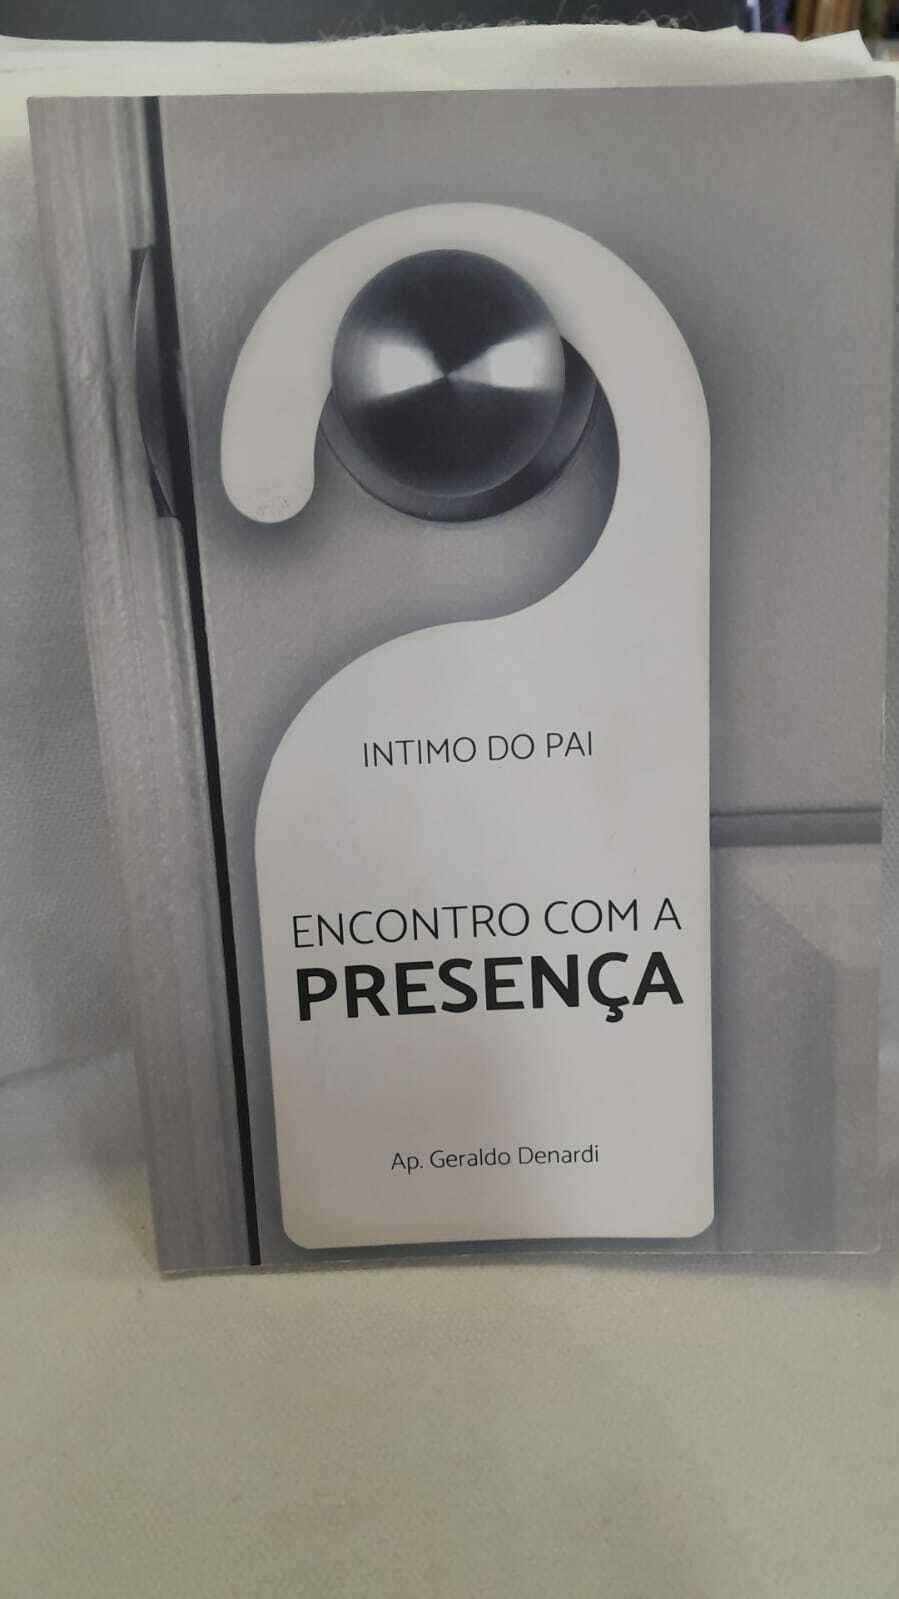 INTIMO DO PAI
ENCONTRO COM A
PRESENÇA
Ap. Geraldo Denardi